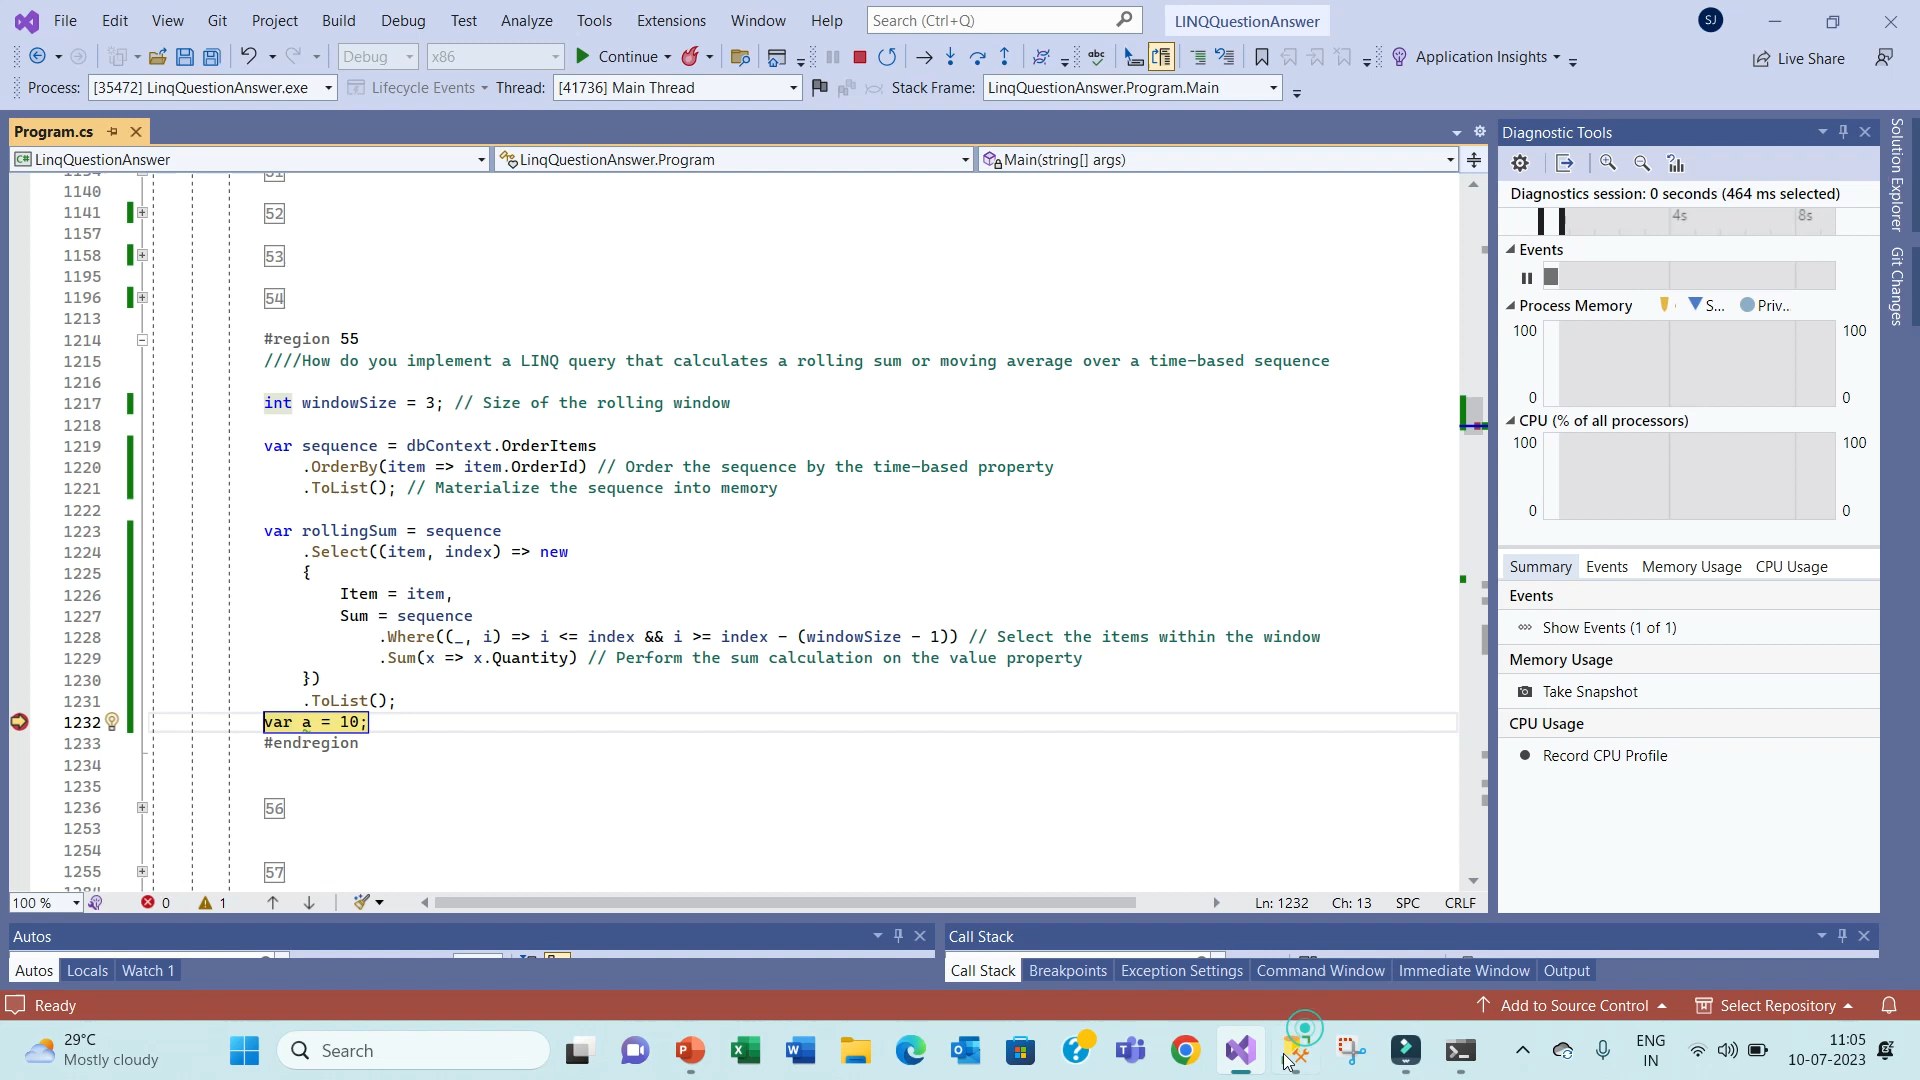 File Edit View Git Project Build Debug Test Analyze Tools Extensions Window Help Search (Ctrl+Q) LINQQuestionAnswer SJ
Debug x86 Continue abc Application Insights Live Share
Process: [35472] LinqQuestionAnswer.exe Lifecycle Events Thread: [41736] Main Thread Stack Frame: LinqQuestionAnswer.Program.Main
Program.cs
C# LinqQuestionAnswer LinqQuestionAnswer.Program Main(string[] args)
1140
1141 52
1157
1158 53
1195
1196 54
1213
1214 #region 55
1215 ////How do you implement a LINQ query that calculates a rolling sum or moving average over a time-based sequence
1216
1217 int windowSize = 3; // Size of the rolling window
1218
1219 var sequence = dbContext.OrderItems
1220 .OrderBy(item => item.OrderId) // Order the sequence by the time-based property
1221 .ToList(); // Materialize the sequence into memory
1222
1223 var rollingSum = sequence
1224 .Select((item, index) => new
1225 {
1226 Item = item,
1227 Sum = sequence
1228 .Where((_, i) => i <= index && i >= index - (windowSize - 1)) // Select the items within the window
1229 .Sum(x => x.Quantity) // Perform the sum calculation on the value property
1230 })
1231 .ToList();
1232 var a = 10;
1233 #endregion
1234
1235
1236 56
1253
1254
1255 57
100 % 0 1 Ln: 1232 Ch: 13 SPC CRLF
Diagnostic Tools
Diagnostics session: 0 seconds (464 ms selected)
4s 8s
Events
Process Memory S... Priv..
100 100
0 0
CPU (% of all processors)
100 100
0 0
Summary Events Memory Usage CPU Usage
Events
Show Events (1 of 1)
Memory Usage
Take Snapshot
CPU Usage
Record CPU Profile
Solution Explorer
Git Changes
Autos
Autos Locals Watch 1
Call Stack
Call Stack Breakpoints Exception Settings Command Window Immediate Window Output
Ready Add to Source Control Select Repository
29°C
Mostly cloudy
Search
ENG
IN
11:05
10-07-2023